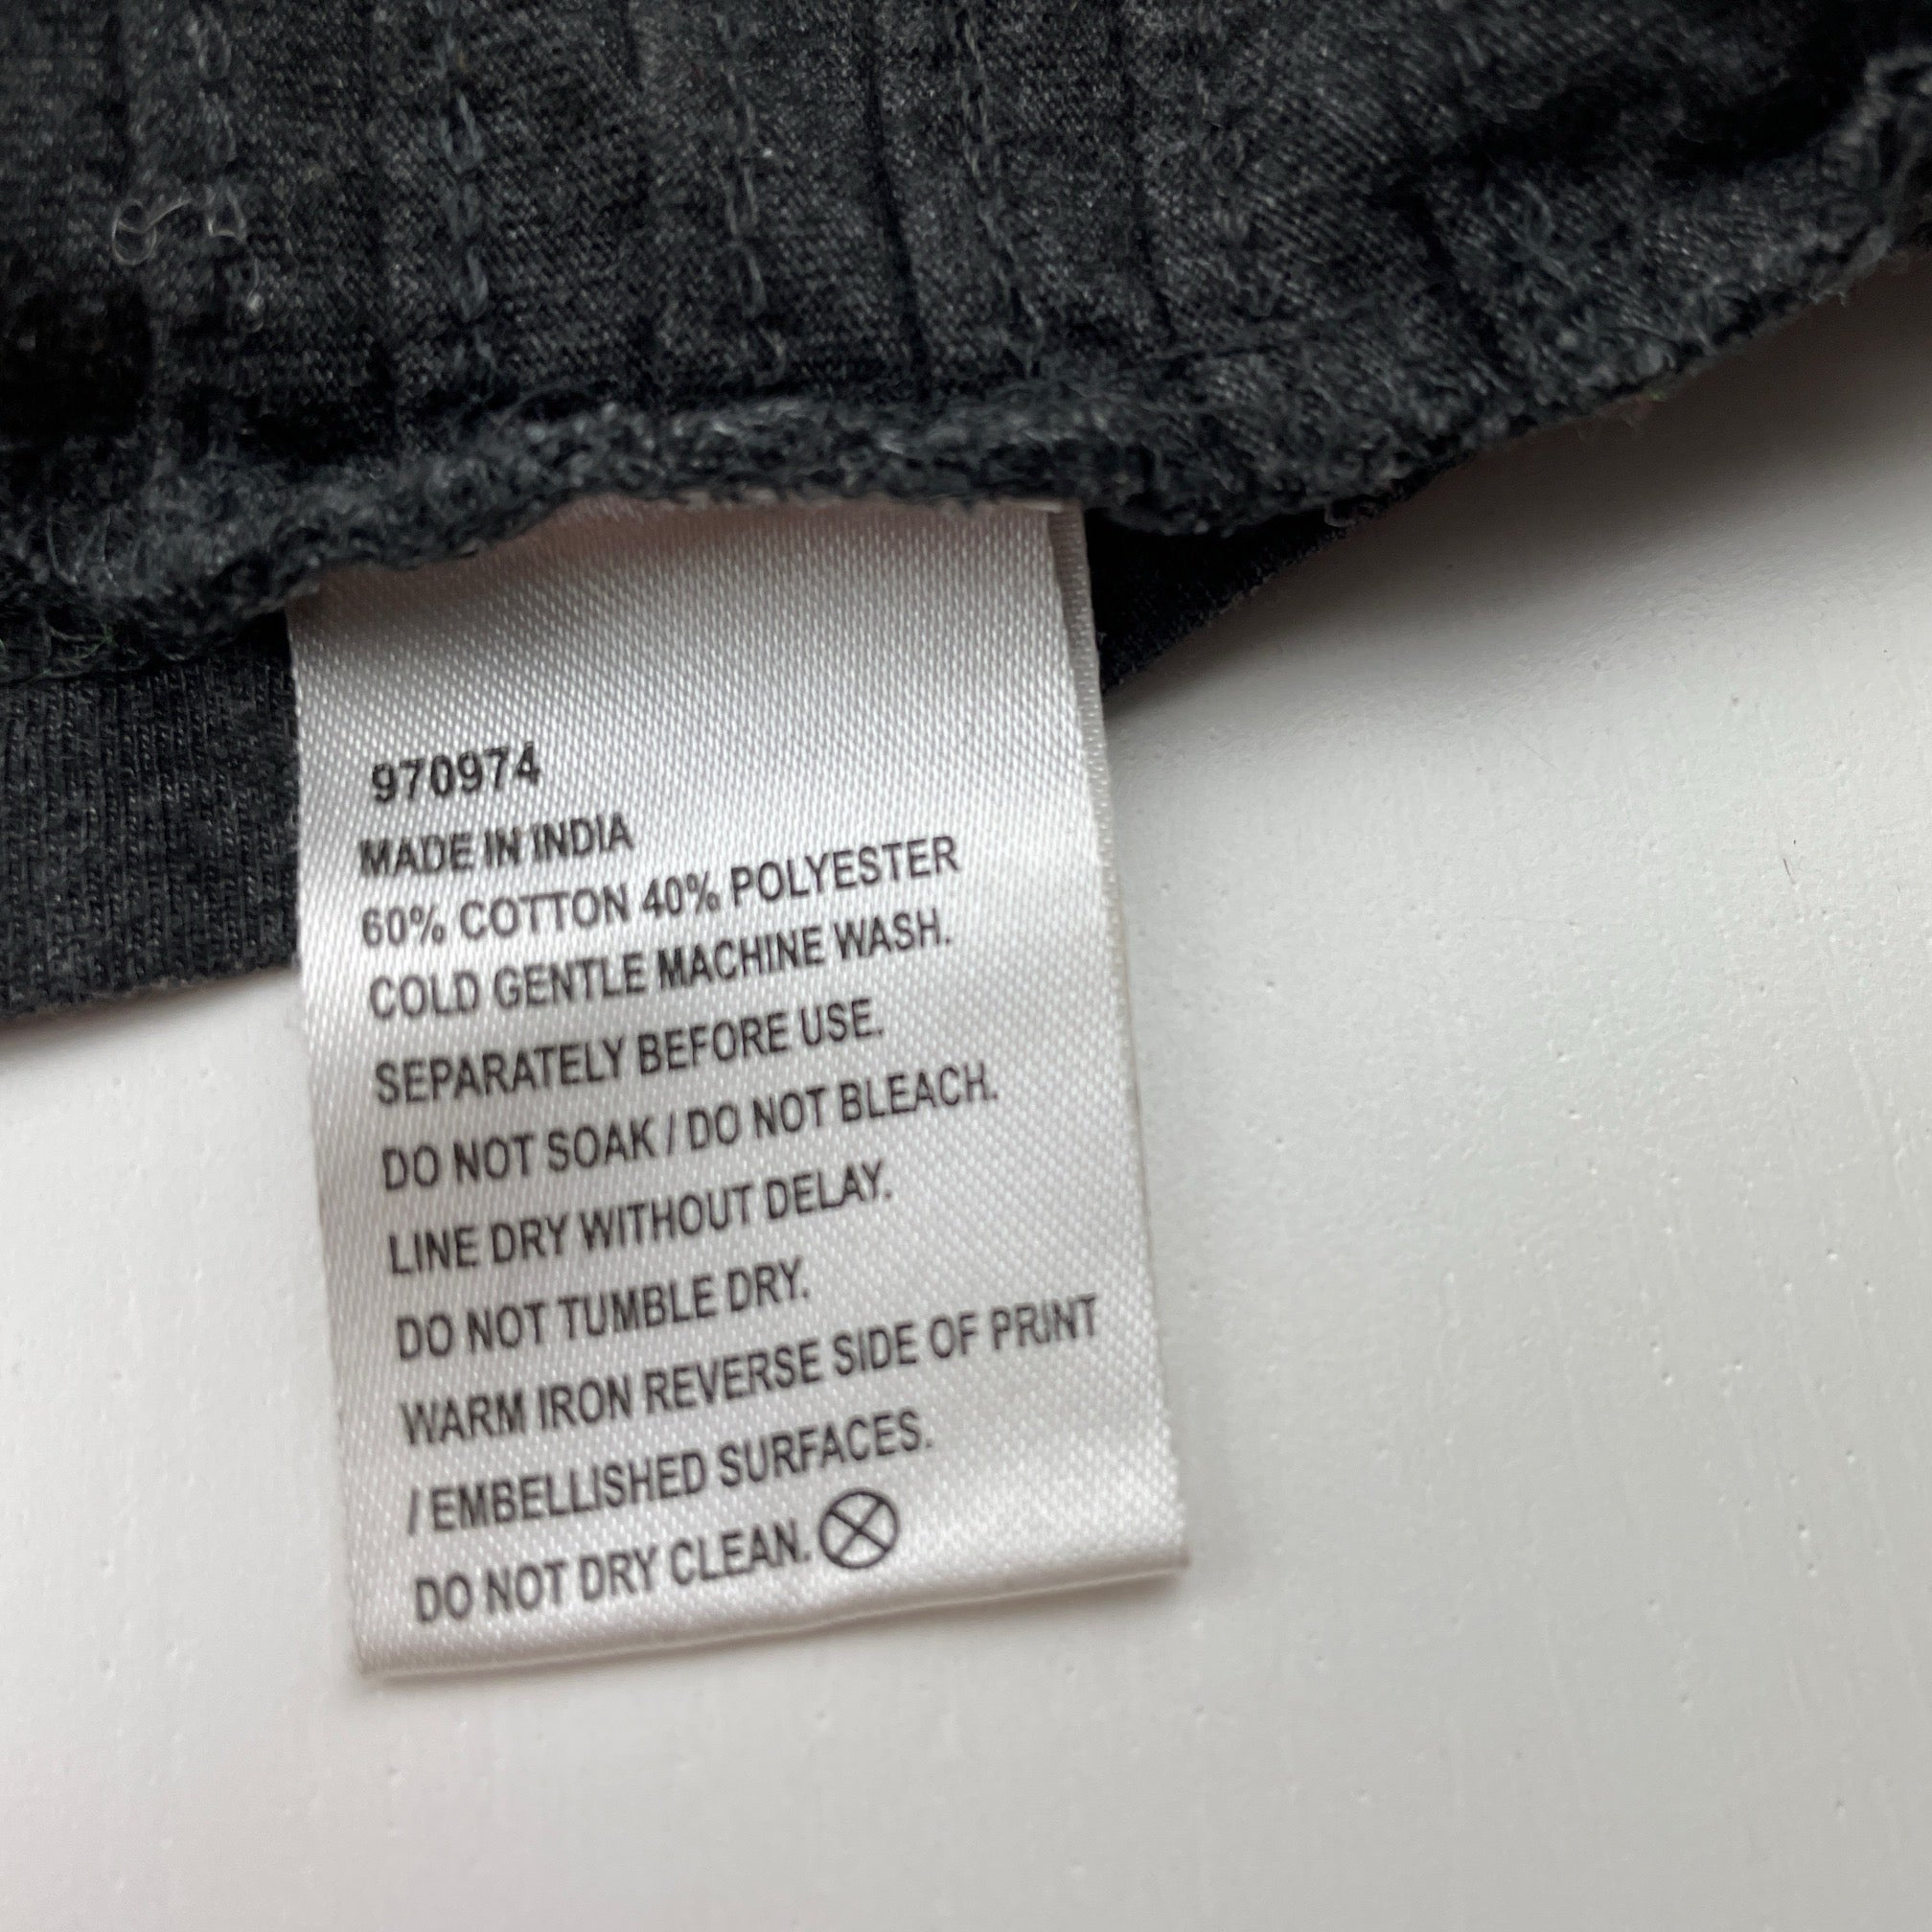 970974
MADE IN INDIA
60% COTTON 40% POLYESTER
COLD GENTLE MACHINE WASH.
SEPARATELY BEFORE USE.
DO NOT SOAK / DO NOT BLEACH.
LINE DRY WITHOUT DELAY.
DO NOT TUMBLE DRY.
WARM IRON REVERSE SIDE OF PRINT
/ EMBELLISHED SURFACES.
DO NOT DRY CLEAN.